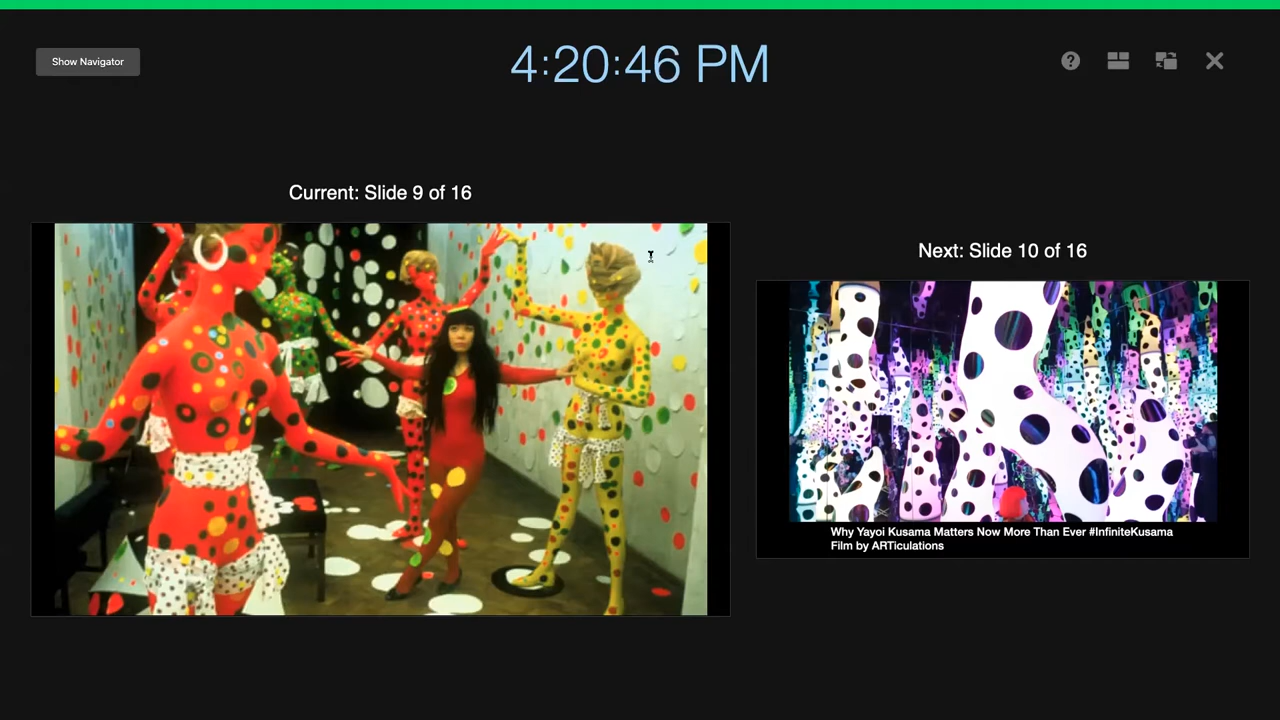 Show Navigator
4:20:46 PM
Current: Slide 9 of 16
Next: Slide 10 of 16
Why Yayoi Kusama Matters Now More Than Ever #InfiniteKusama
Film by ARTiculations